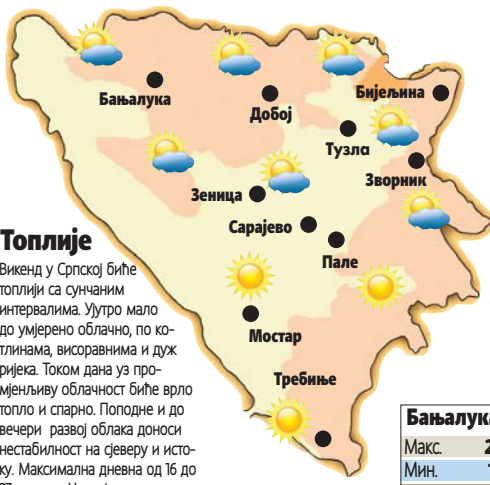 Бањалука
Добој
Бијељина
Тузла
Зворник
Зеница
Сарајево
Пале
Мостар
Требиње
Топлије
Викенд у Српској биће
топлији са сунчаним
интервалима. Ујутро мало
до умјерено облачно, по ко-
тлинама, висоравнима и дуж
ријека. Током дана уз про-
мјенљиву облачност биће врло
топло и спарно. Поподне и до
вечери развој облака доноси
нестабилност на сјеверу и исто-
ку. Максимална дневна од 16 до
Бањалука
Макс.
Мин.